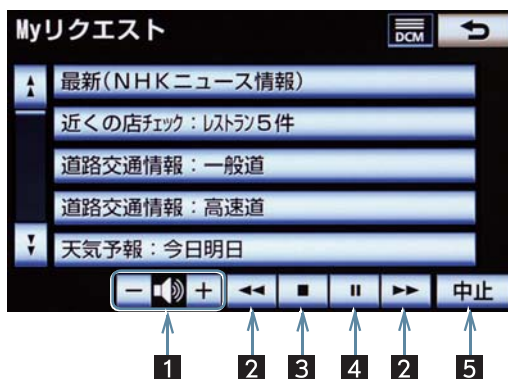 Myリクエスト DCM
最新(NHKニュース情報)
近くの店チェック:レストラン5件
道路交通情報:一般道
道路交通情報:高速道
天気予報:今日明日
− + 中止
1 2 3 4 2 5